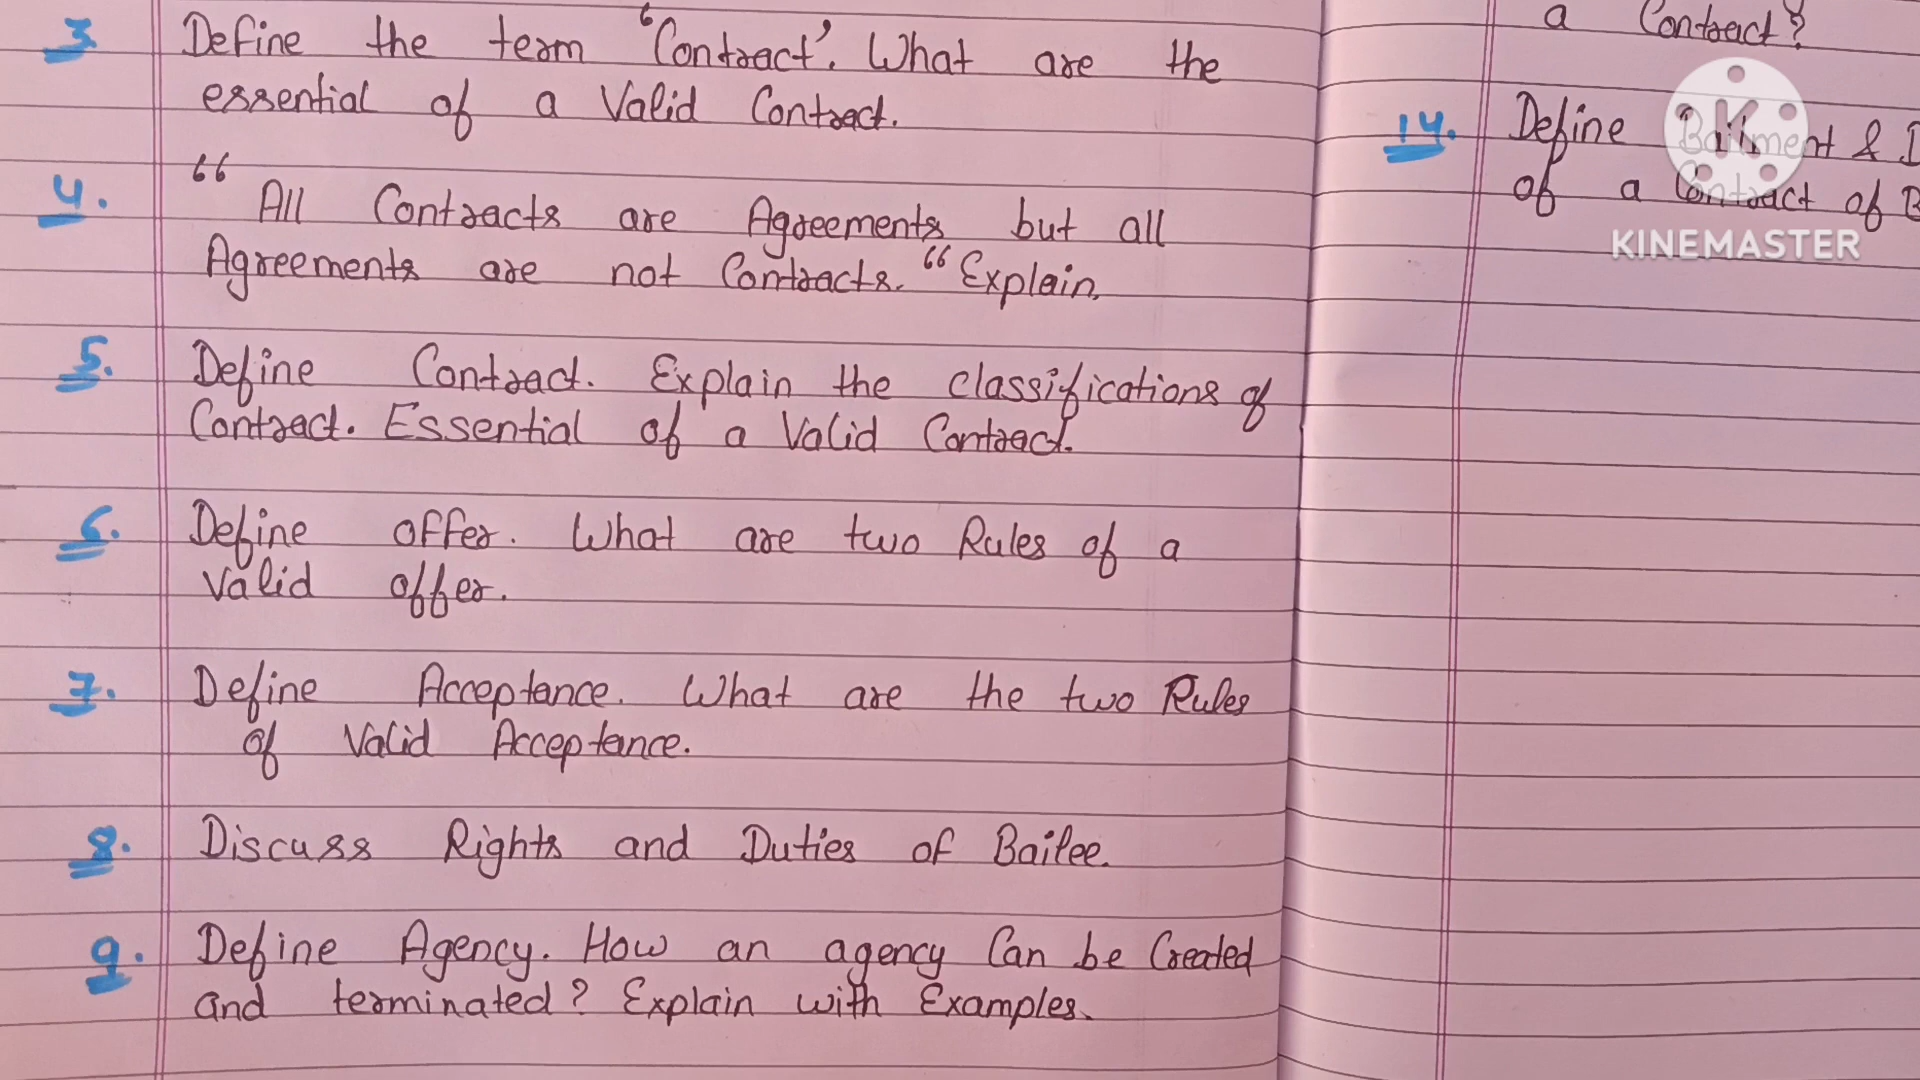 3. Define the term 'Contract'. What are the
essential of a Valid Contract.
4. "All Contracts are Agreements but all
Agreements are not Contracts." Explain.
5. Define Contract. Explain the classifications of
Contract. Essential of a Valid Contract.
6. Define offer. What are two Rules of a
Valid offer.
7. Define Acceptance. What are the two Rules
of Valid Acceptance.
8. Discuss Rights and Duties of Bailee.
9. Define Agency. How an agency Can be Created
and terminated? Explain with Examples.
a Contract?
14. Define Bailment &
of a Contract of
K
KINEMASTER